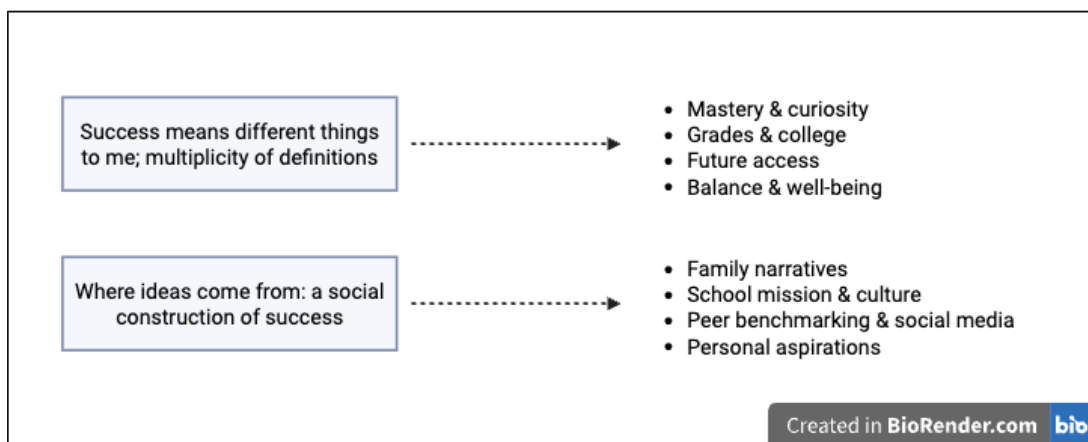 Success means different things
to me; multiplicity of definitions
• Mastery & curiosity
• Grades & college
• Future access
• Balance & well-being
Where ideas come from: a social
construction of success
• Family narratives
• School mission & culture
• Peer benchmarking & social media
• Personal aspirations
Created in BioRender.com bio